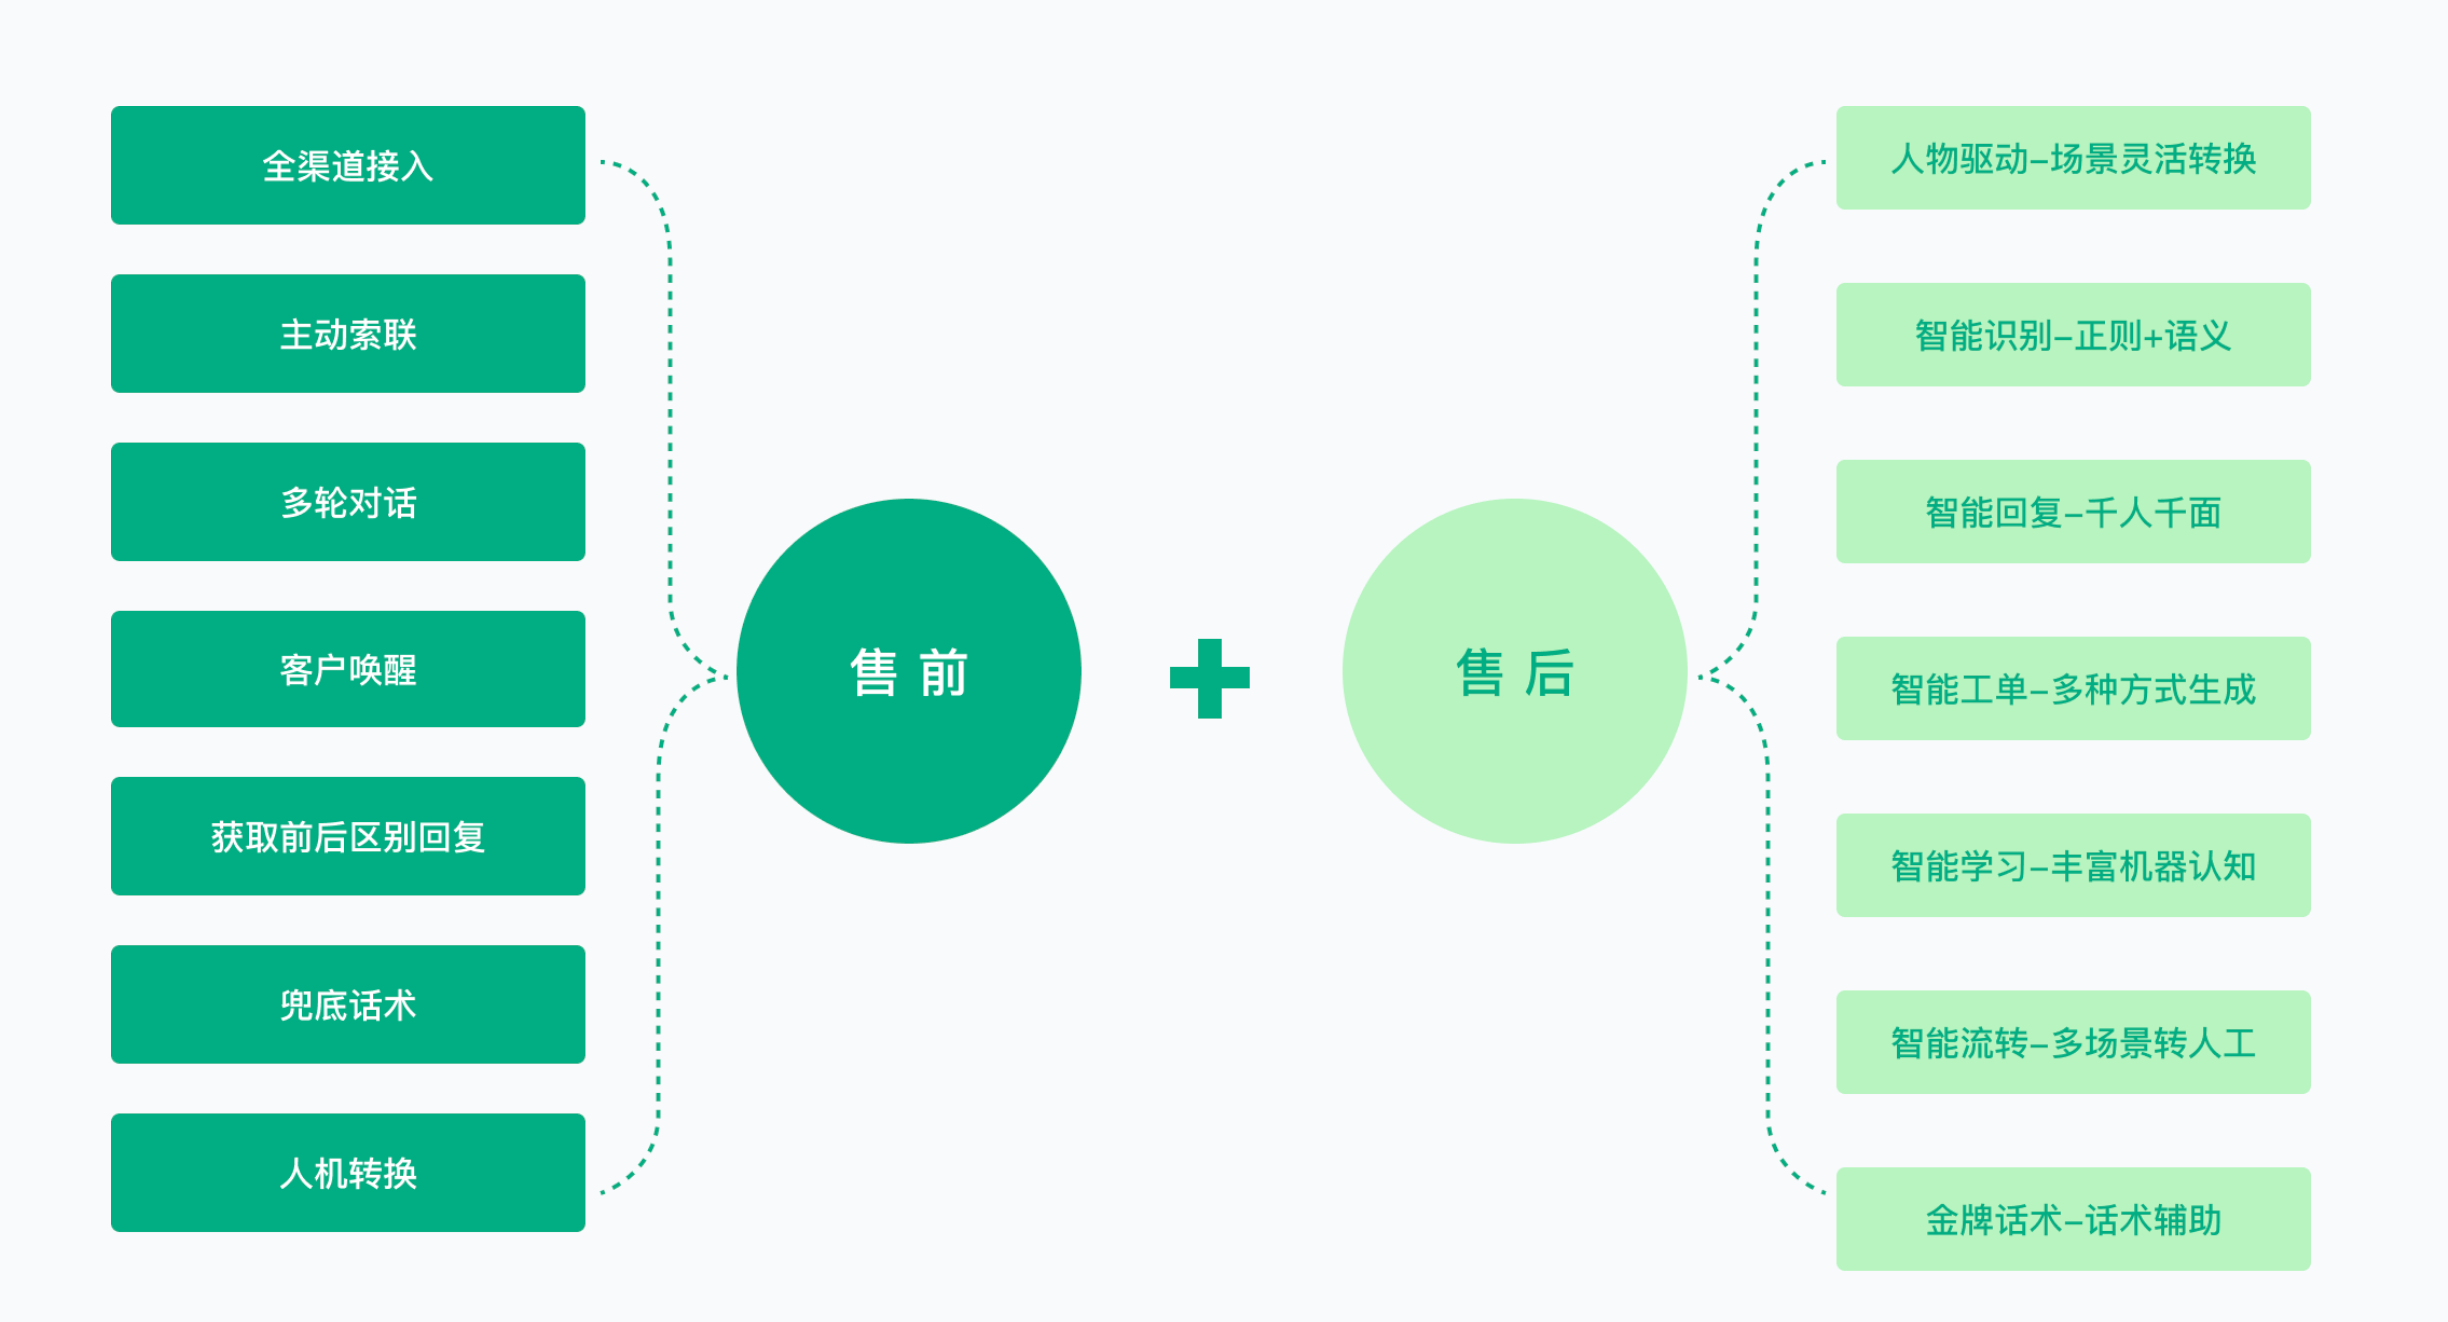 全渠道接入
主动索联
多轮对话
客户唤醒
获取前后区别回复
兜底话术
人机转换
售前
售后
人物驱动–场景灵活转换
智能识别–正则+语义
智能回复–千人千面
智能工单–多种方式生成
智能学习–丰富机器认知
智能流转–多场景转人工
金牌话术–话术辅助